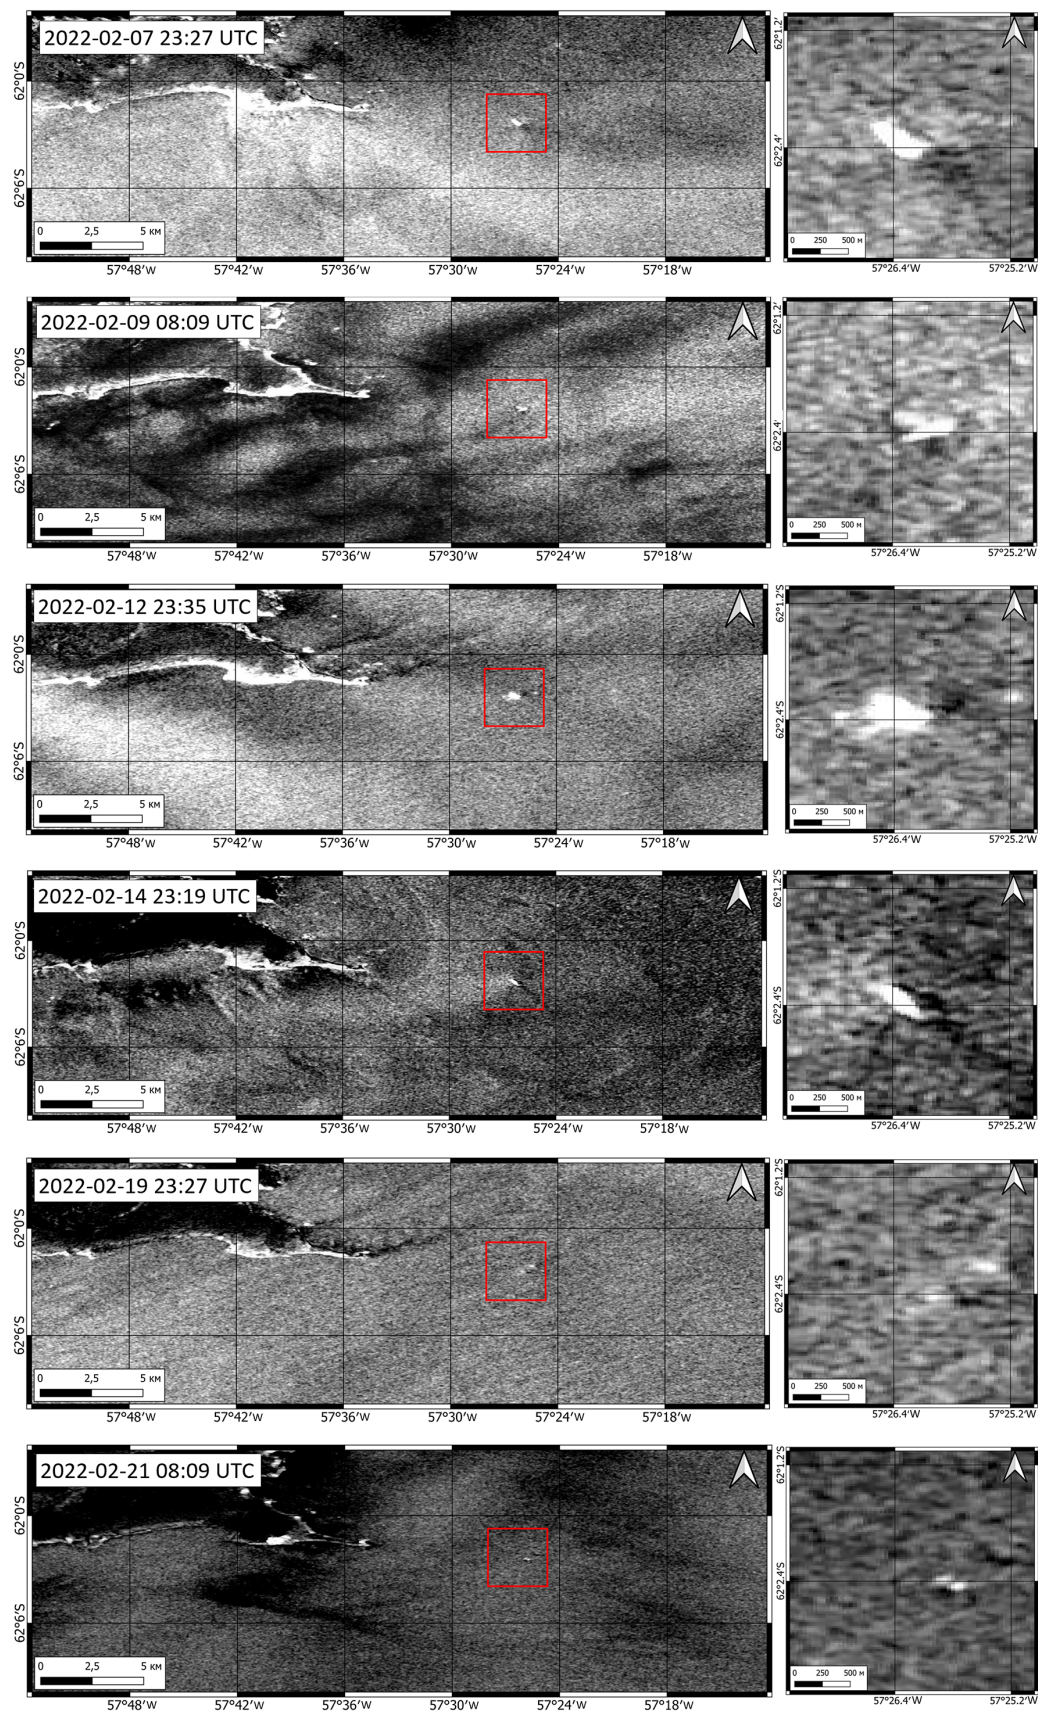 2022-02-07 23:27 UTC
62°0′S
62°6′S
0 2,5 5 км
57°48′W 57°42′W 57°36′W 57°30′W 57°24′W 57°18′W
62°1.2′
62°2.4′
0 250 500 м
57°26.4′W 57°25.2′W
2022-02-09 08:09 UTC
62°0′S
62°6′S
0 2,5 5 км
57°48′W 57°42′W 57°36′W 57°30′W 57°24′W 57°18′W
62°1.2′
62°2.4′
0 250 500 м
57°26.4′W 57°25.2′W
2022-02-12 23:35 UTC
62°0′S
62°6′S
0 2,5 5 км
57°48′W 57°42′W 57°36′W 57°30′W 57°24′W 57°18′W
62°1.2′S
62°2.4′S
0 250 500 м
57°26.4′W 57°25.2′W
2022-02-14 23:19 UTC
62°0′S
62°6′S
0 2,5 5 км
57°48′W 57°42′W 57°36′W 57°30′W 57°24′W 57°18′W
62°1.2′S
62°2.4′S
0 250 500 м
57°26.4′W 57°25.2′W
2022-02-19 23:27 UTC
62°0′S
62°6′S
0 2,5 5 км
57°48′W 57°42′W 57°36′W 57°30′W 57°24′W 57°18′W
62°1.2′S
62°2.4′S
0 250 500 м
57°26.4′W 57°25.2′W
2022-02-21 08:09 UTC
62°0′S
62°6′S
0 2,5 5 км
57°48′W 57°42′W 57°36′W 57°30′W 57°24′W 57°18′W
62°1.2′S
62°2.4′S
0 250 500 м
57°26.4′W 57°25.2′W